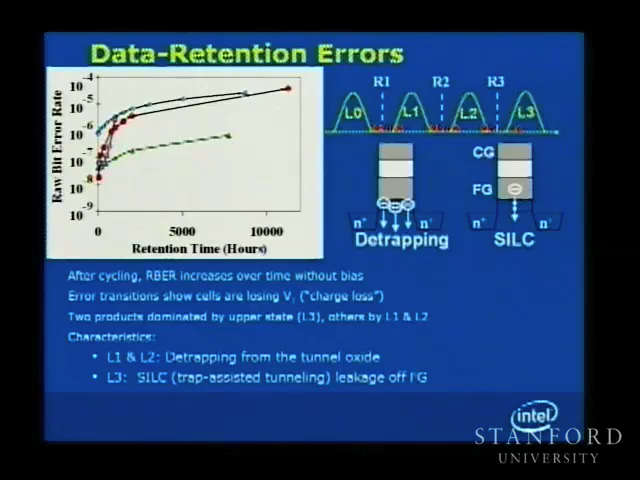 Data-Retention Errors
Raw Bit Error Rate
10-4
10-5
10-6
10-7
10-8
10-9
0
5000
10000
Retention Time (Hours)
R1
R2
R3
L0
L1
L2
L3
CG
FG
n+
n+
n+
n+
Detrapping
SILC
After cycling, RBER increases over time without bias
Error transitions show cells are losing Vt ("charge loss")
Two products dominated by upper state (L3), others by L1 & L2
Characteristics:
• L1 & L2: Detrapping from the tunnel oxide
• L3: SILC (trap-assisted tunneling) leakage off FG
intel
STANFORD
UNIVERSITY